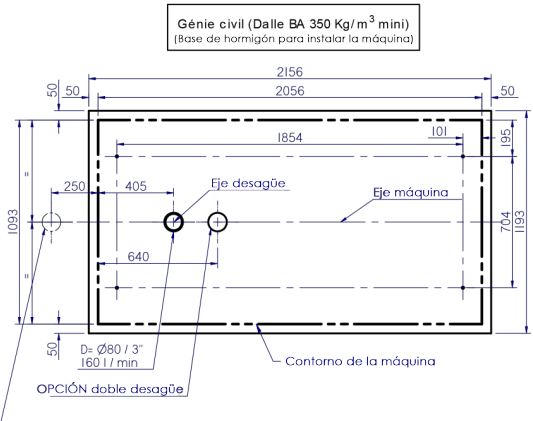 Génie civil (Dalle BA 350 Kg/m³ mini)
(Base de hormigón para instalar la máquina)
2156
50
50
2056
50
1854
101
195
250
405
Eje desagüe
Eje máquina
1093
=
=
704
1193
640
50
D= Ø80 / 3"
160 l / min
Contorno de la máquina
OPCIÓN doble desagüe